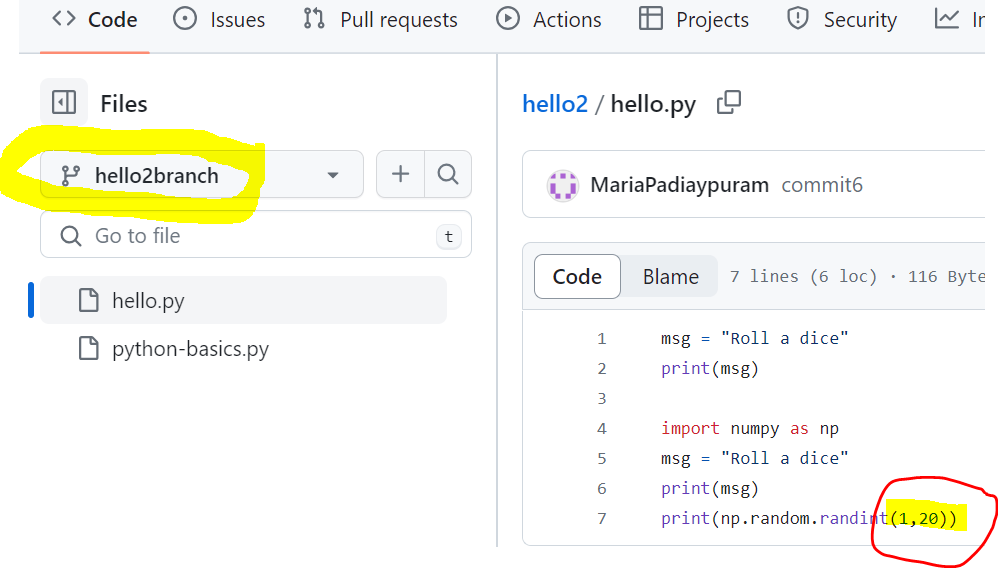 Code Issues Pull requests Actions Projects Security
Files
hello2branch
Go to file t
hello.py
python-basics.py
hello2 / hello.py
MariaPadiaypuram commit6
Code Blame 7 lines (6 loc) · 116 Byte
1 msg = "Roll a dice"
2 print(msg)
3
4 import numpy as np
5 msg = "Roll a dice"
6 print(msg)
7 print(np.random.randint(1,20))